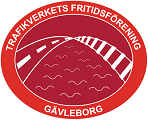 TRAFIKVERKETS FRITIDSFÖRENING
GÄVLEBORG